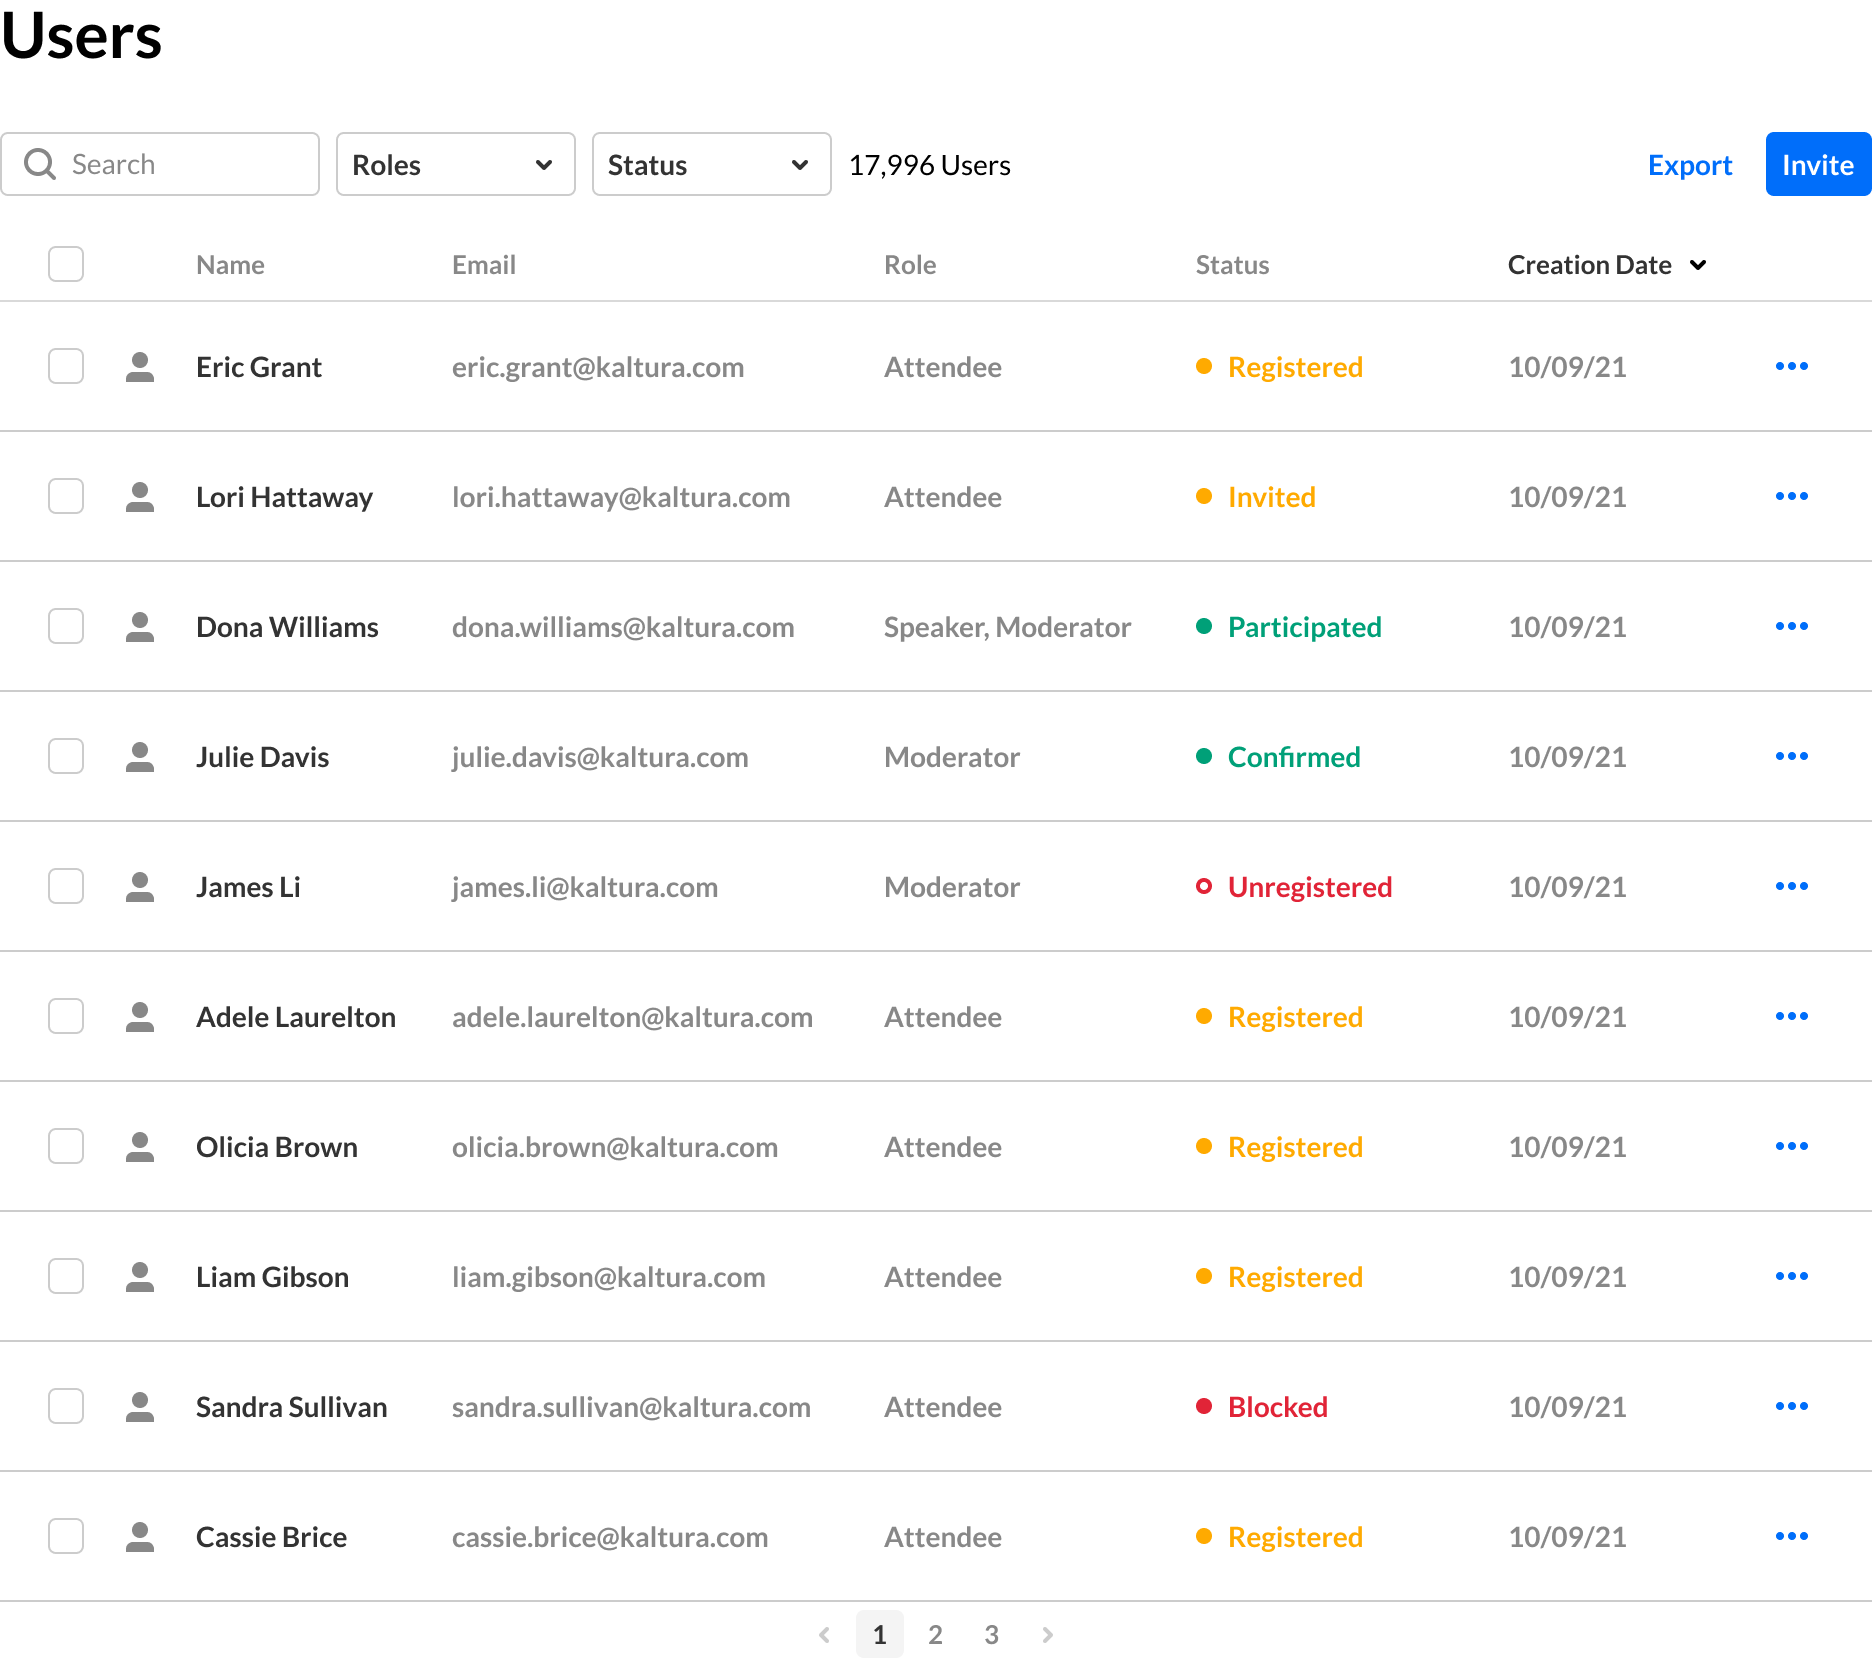 Users
Search Roles Status 17,996 Users Export Invite
Name Email Role Status Creation Date
Eric Grant eric.grant@kaltura.com Attendee Registered 10/09/21
Lori Hattaway lori.hattaway@kaltura.com Attendee Invited 10/09/21
Dona Williams dona.williams@kaltura.com Speaker, Moderator Participated 10/09/21
Julie Davis julie.davis@kaltura.com Moderator Confirmed 10/09/21
James Li james.li@kaltura.com Moderator Unregistered 10/09/21
Adele Laurelton adele.laurelton@kaltura.com Attendee Registered 10/09/21
Olicia Brown olicia.brown@kaltura.com Attendee Registered 10/09/21
Liam Gibson liam.gibson@kaltura.com Attendee Registered 10/09/21
Sandra Sullivan sandra.sullivan@kaltura.com Attendee Blocked 10/09/21
Cassie Brice cassie.brice@kaltura.com Attendee Registered 10/09/21
1 2 3